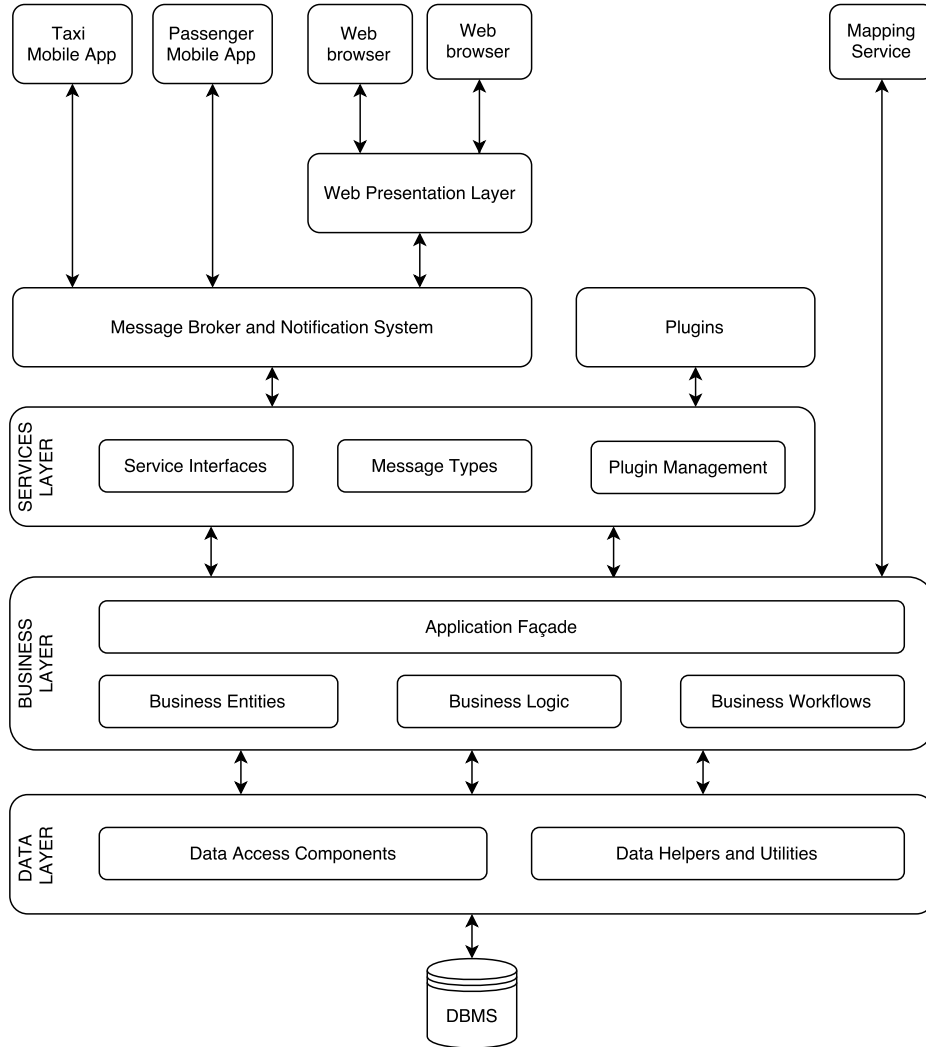 Taxi
Mobile App
Passenger
Mobile App
Web
browser
Web
browser
Mapping
Service
Web Presentation Layer
Message Broker and Notification System
Plugins
SERVICES
LAYER
Service Interfaces
Message Types
Plugin Management
BUSINESS
LAYER
Application Façade
Business Entities
Business Logic
Business Workflows
DATA
LAYER
Data Access Components
Data Helpers and Utilities
DBMS